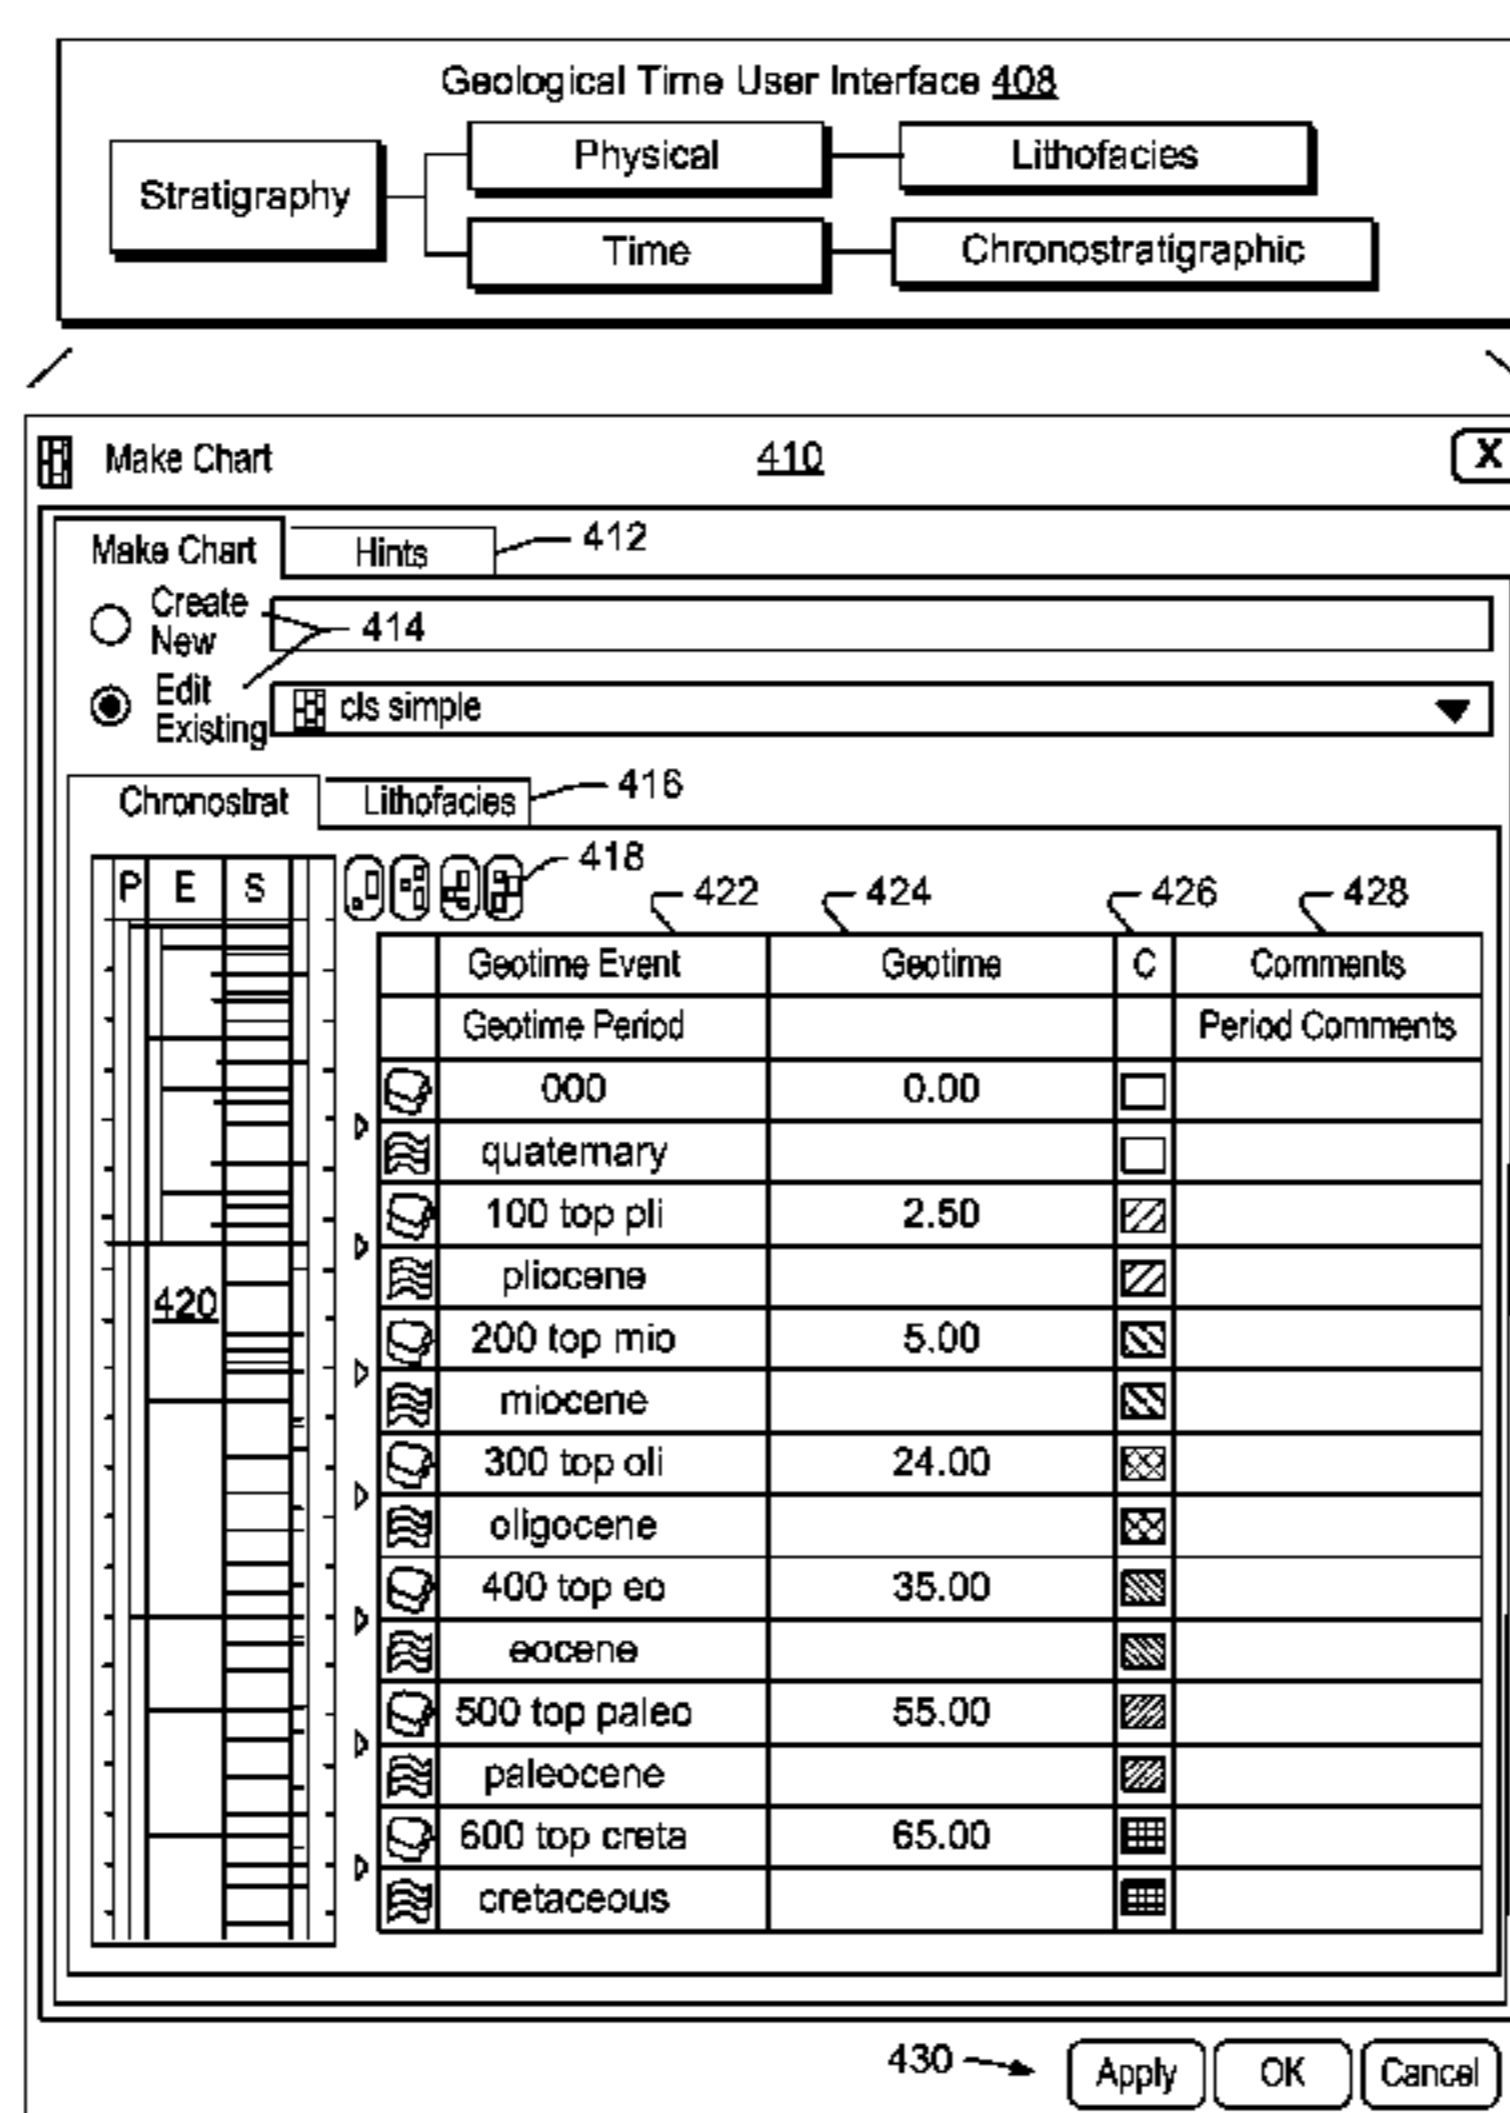 Geological Time User Interface 408
Physical
Lithofacies
Stratigraphy
Time
Chronostratigraphic
Make Chart
410
X
Make Chart
Hints
412
Create
New
414
Edit
Existing
cls simple
Chronostrat
Lithofacies
416
P E S
418
422
424
426
428
Geotime Event Geotime C Comments
Geotime Period Period Comments
000 0.00
quaternary
100 top pli 2.50
pliocene
420
200 top mio 5.00
miocene
300 top oli 24.00
oligocene
400 top eo 35.00
eocene
500 top paleo 55.00
paleocene
600 top creta 65.00
cretaceous
430
Apply
OK
Cancel